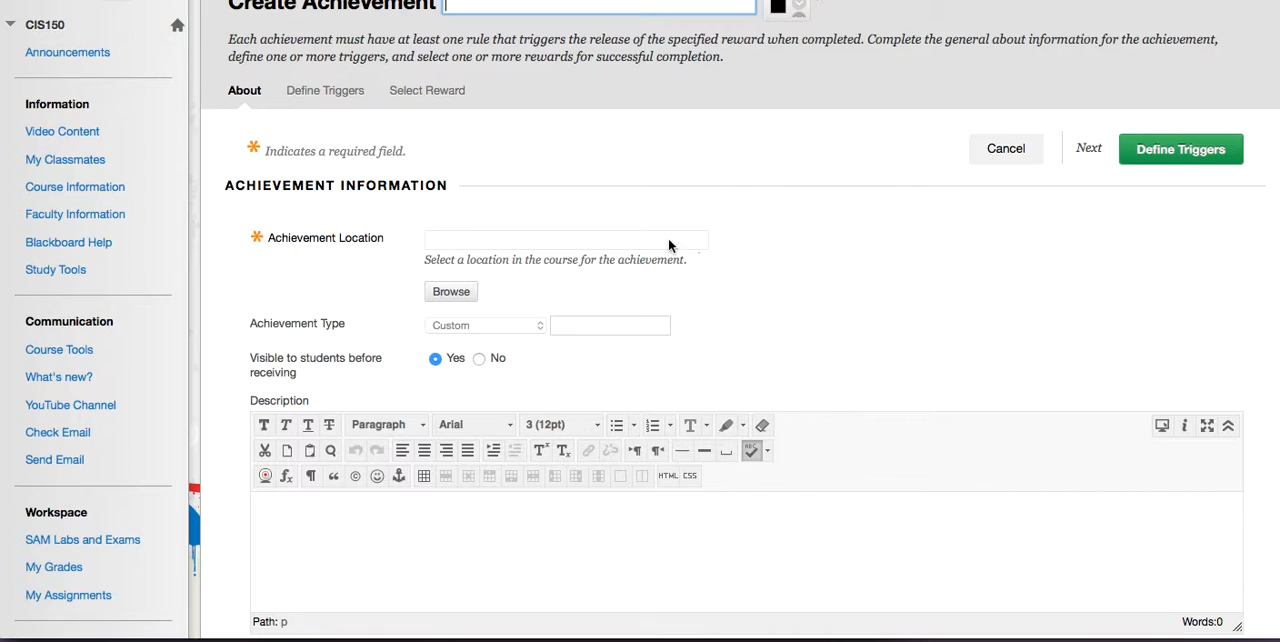 CIS150
Announcements
Information
Video Content
My Classmates
Course Information
Faculty Information
Blackboard Help
Study Tools
Communication
Course Tools
What's new?
YouTube Channel
Check Email
Send Email
Workspace
SAM Labs and Exams
My Grades
My Assignments
Create Achievement
Each achievement must have at least one rule that triggers the release of the specified reward when completed. Complete the general about information for the achievement,
define one or more triggers, and select one or more rewards for successful completion.
About Define Triggers Select Reward
* Indicates a required field.
Cancel Next Define Triggers
ACHIEVEMENT INFORMATION
* Achievement Location
Select a location in the course for the achievement.
Browse
Achievement Type Custom
Visible to students before
receiving
Yes No
Description
T T T T Paragraph Arial 3 (12pt) T
T× Tx ABC
fx ¶ “ © HTML CSS
Path: p Words:0